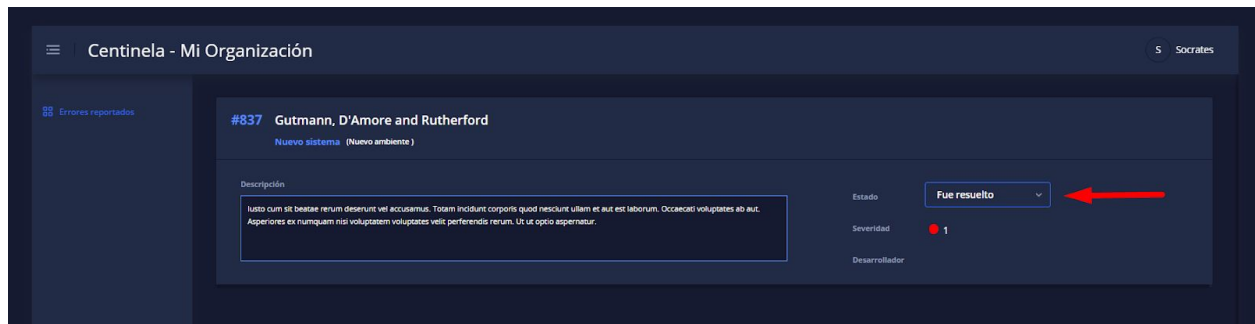 Centinela - Mi Organización
S Socrates
Errores reportados
#837 Gutmann, D'Amore and Rutherford
Nuevo sistema (Nuevo ambiente )
Descripción
Iusto cum sit beatae rerum deserunt vel accusamus. Totam incidunt corporis quod nesciunt ullam et aut est laborum. Occaecati voluptates ab aut.
Asperiores ex numquam nisi voluptatem voluptates velit perferendis rerum. Ut ut optio aspernatur.
Estado Fue resuelto
Severidad 1
Desarrollador